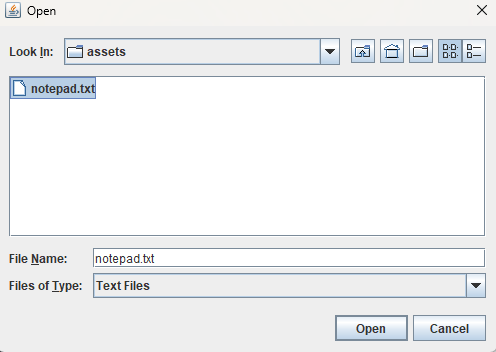 Open
Look In: assets
notepad.txt
File Name: notepad.txt
Files of Type: Text Files
Open Cancel